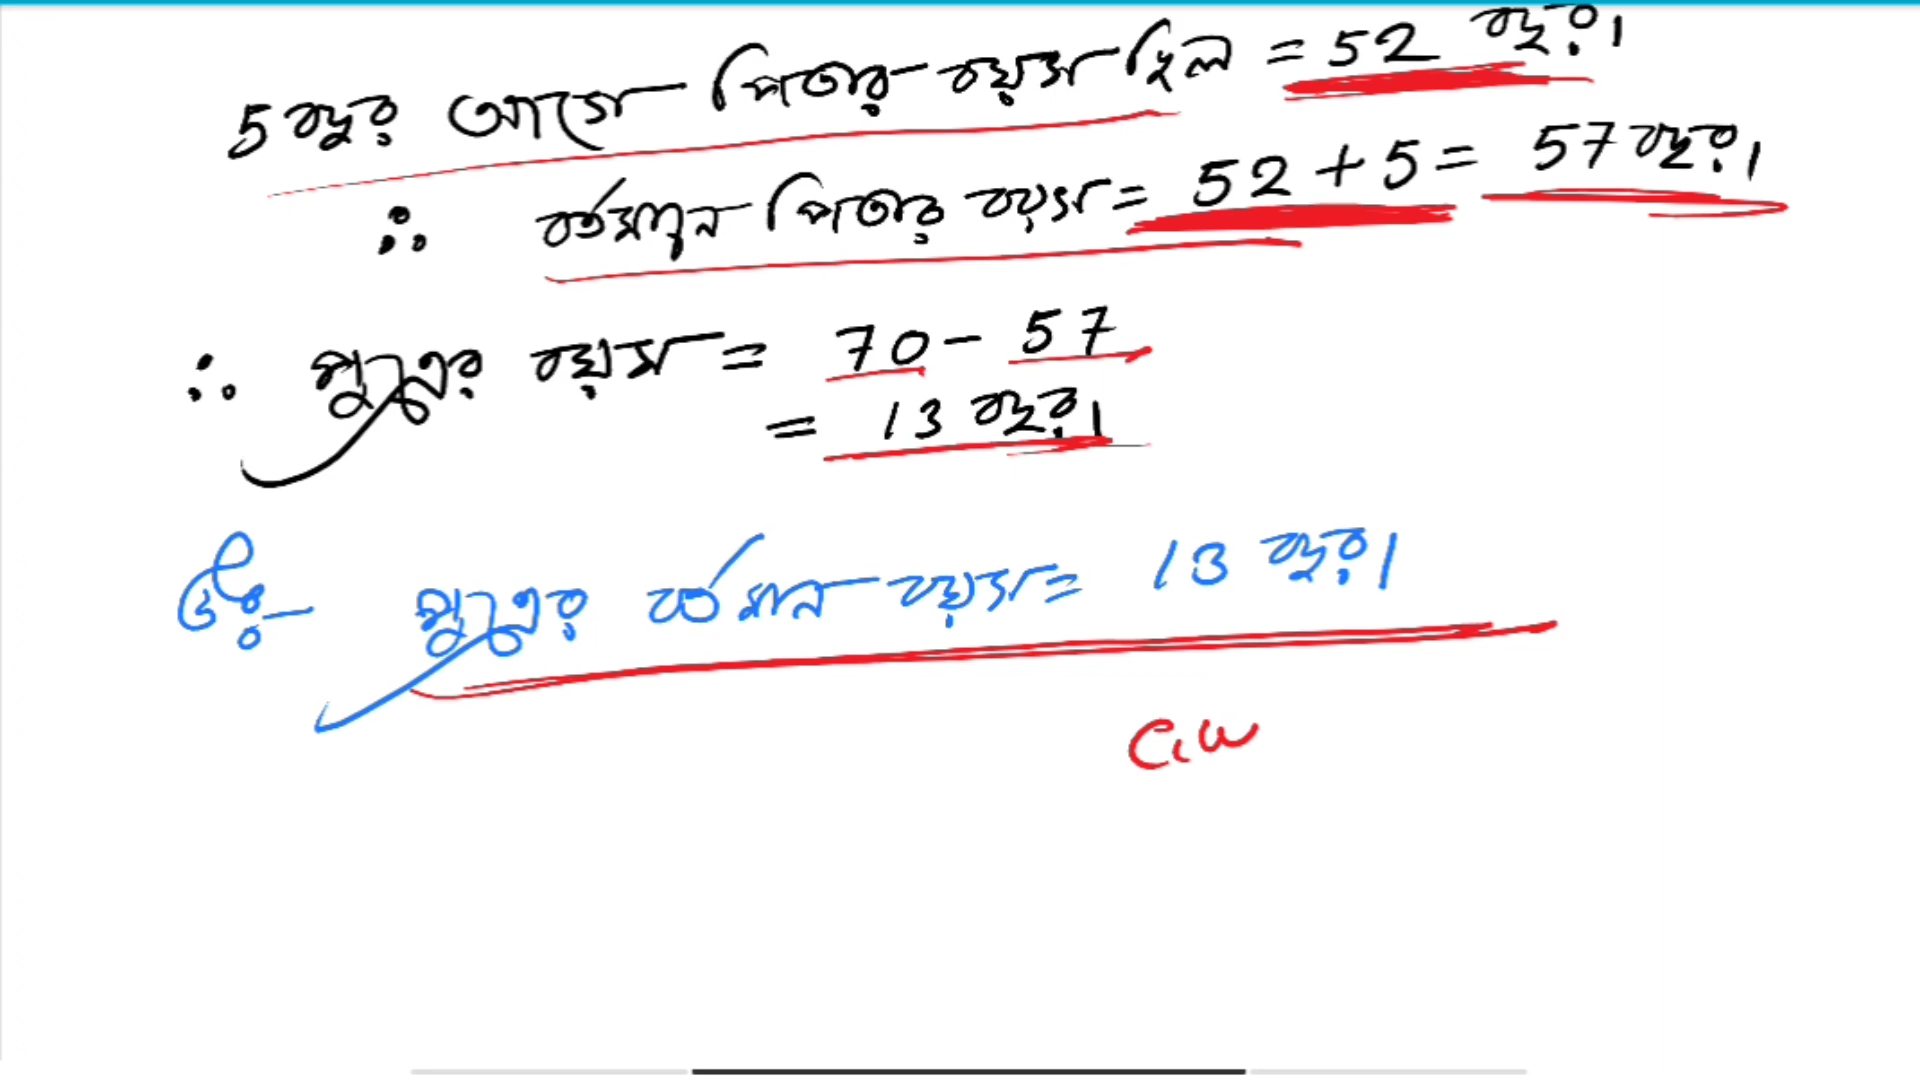 5 বছর আগে পিতার বয়স ছিল = 52 বছর।
∴ বর্তমান পিতার বয়স = 52 + 5 = 57 বছর।
∴ পুত্রের বয়স = 70 - 57
= 13 বছর।
উঃ- পুত্রের বর্তমান বয়স = 13 বছর।
C.W